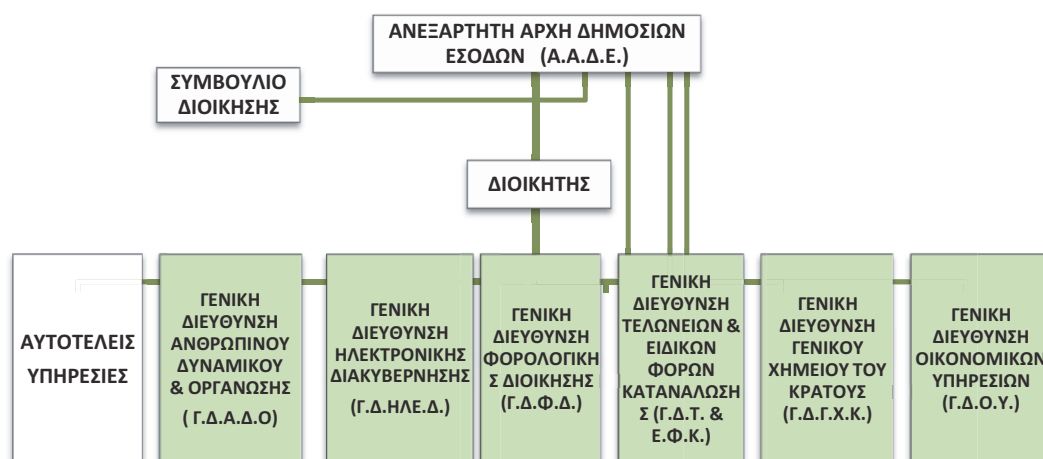 ΑΝΕΞΑΡΤΗΤΗ ΑΡΧΗ ΔΗΜΟΣΙΩΝ
ΕΣΟΔΩΝ (Α.Α.Δ.Ε.)
ΣΥΜΒΟΥΛΙΟ
ΔΙΟΙΚΗΣΗΣ
ΔΙΟΙΚΗΤΗΣ
ΑΥΤΟΤΕΛΕΙΣ
ΥΠΗΡΕΣΙΕΣ
ΓΕΝΙΚΗ
ΔΙΕΥΘΥΝΣΗ
ΑΝΘΡΩΠΙΝΟΥ
ΔΥΝΑΜΙΚΟΥ
& ΟΡΓΑΝΩΣΗΣ
( Γ.Δ.Α.Δ.Ο)
ΓΕΝΙΚΗ
ΔΙΕΥΘΥΝΣΗ
ΗΛΕΚΤΡΟΝΙΚΗΣ
ΔΙΑΚΥΒΕΡΝΗΣΗΣ
(Γ.Δ.ΗΛΕ.Δ.)
ΓΕΝΙΚΗ
ΔΙΕΥΘΥΝΣΗ
ΦΟΡΟΛΟΓΙΚΗ
Σ ΔΙΟΙΚΗΣΗΣ
(Γ.Δ.Φ.Δ.)
ΓΕΝΙΚΗ
ΔΙΕΥΘΥΝΣΗ
ΤΕΛΩΝΕΙΩΝ &
ΕΙΔΙΚΩΝ
ΦΟΡΩΝ
ΚΑΤΑΝΑΛΩΣΗ
Σ (Γ.Δ.Τ. &
Ε.Φ.Κ.)
ΓΕΝΙΚΗ
ΔΙΕΥΘΥΝΣΗ
ΓΕΝΙΚΟΥ
ΧΗΜΕΙΟΥ ΤΟΥ
ΚΡΑΤΟΥΣ
(Γ.Δ.Γ.Χ.Κ.)
ΓΕΝΙΚΗ
ΔΙΕΥΘΥΝΣΗ
ΟΙΚΟΝΟΜΙΚΩΝ
ΥΠΗΡΕΣΙΩΝ
(Γ.Δ.Ο.Υ.)